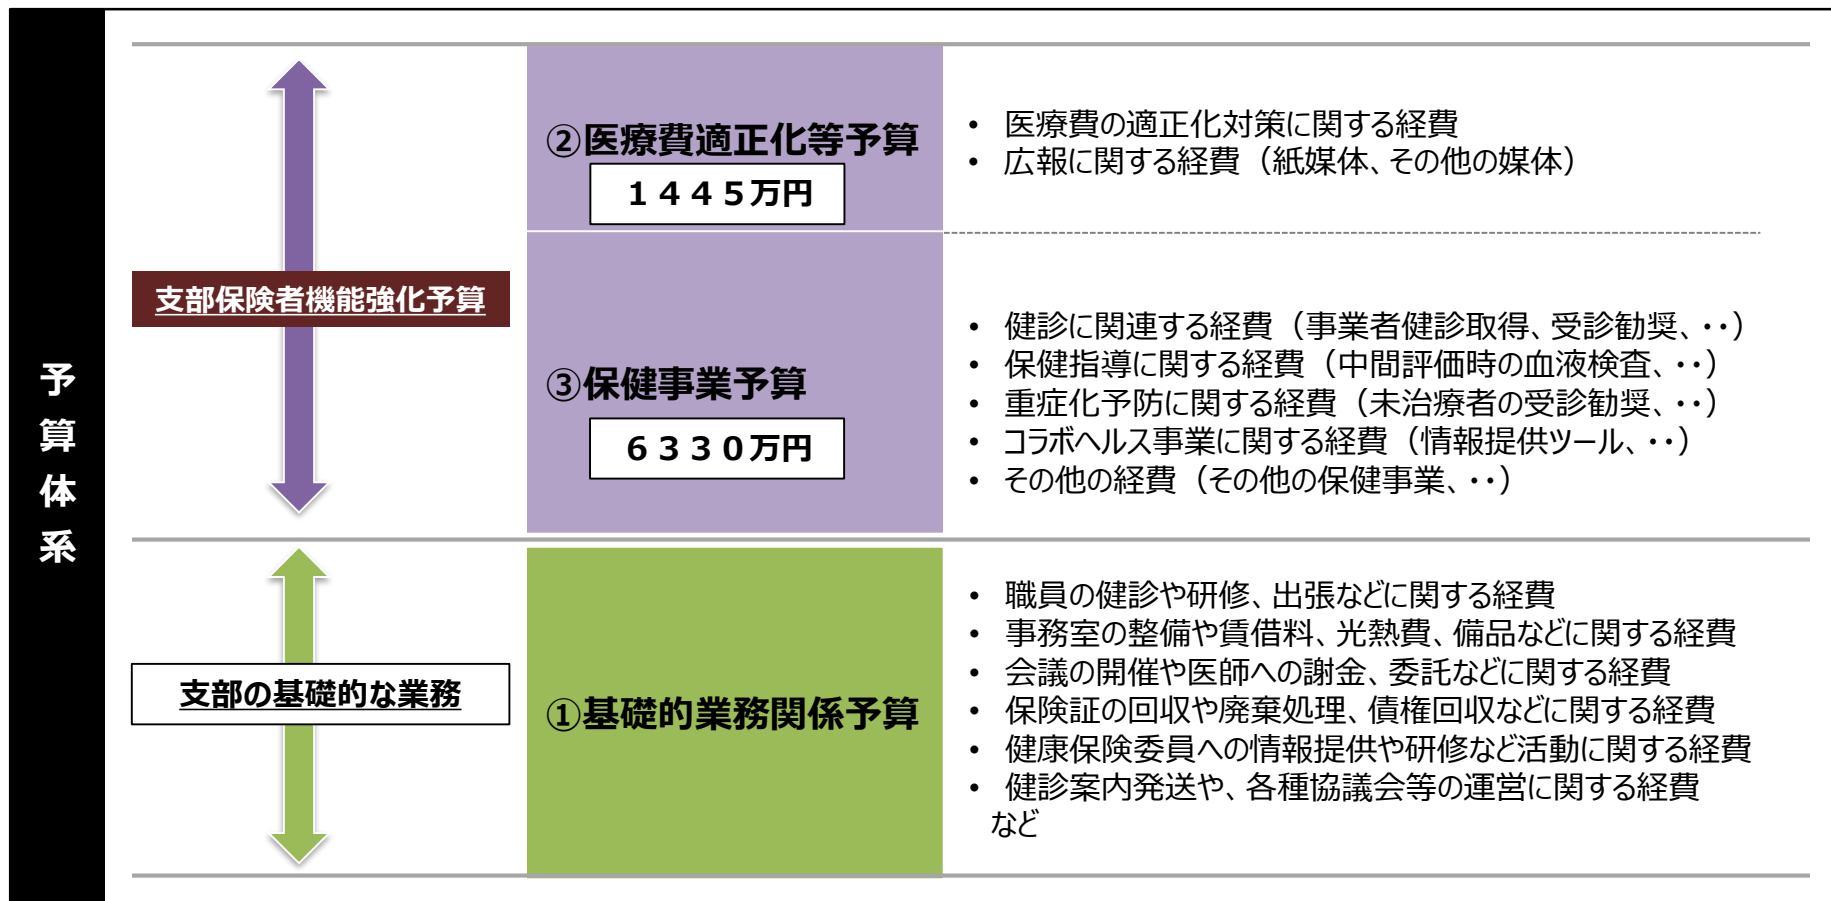 予算体系
支部保険者機能強化予算
②医療費適正化等予算
１４４５万円
• 医療費の適正化対策に関する経費
• 広報に関する経費（紙媒体、その他の媒体）
③保健事業予算
６３３０万円
• 健診に関連する経費（事業者健診取得、受診勧奨、・・）
• 保健指導に関する経費（中間評価時の血液検査、・・）
• 重症化予防に関する経費（未治療者の受診勧奨、・・）
• コラボヘルス事業に関する経費（情報提供ツール、・・）
• その他の経費（その他の保健事業、・・）
支部の基礎的な業務
①基礎的業務関係予算
• 職員の健診や研修、出張などに関する経費
• 事務室の整備や賃借料、光熱費、備品などに関する経費
• 会議の開催や医師への謝金、委託などに関する経費
• 保険証の回収や廃棄処理、債権回収などに関する経費
• 健康保険委員への情報提供や研修など活動に関する経費
• 健診案内発送や、各種協議会等の運営に関する経費
など